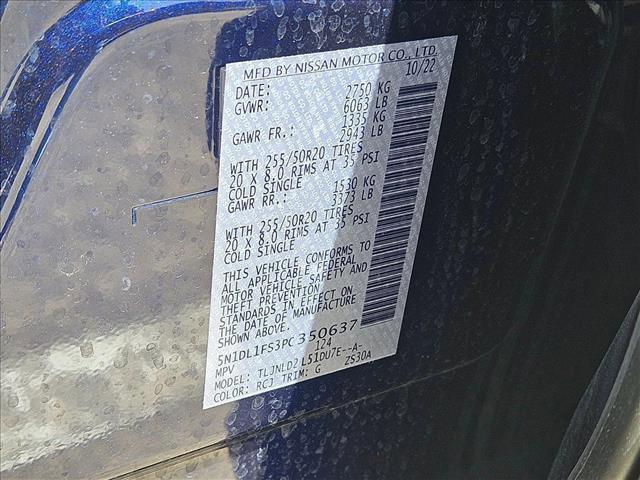 MFD BY NISSAN MOTOR CO., LTD.
10/22
DATE: 2750 KG
GVWR: 6063 LB
1335 KG
GAWR FR.: 2943 LB
WITH 255/50R20 TIRES
20 X 8.0 RIMS AT 35 PSI
COLD SINGLE 1530 KG
GAWR RR.: 3373 LB
WITH 255/50R20 TIRES
20 X 8.0 RIMS AT 35 PSI
COLD SINGLE
THIS VEHICLE CONFORMS TO
ALL APPLICABLE FEDERAL
MOTOR VEHICLE SAFETY AND
THEFT PREVENTION
STANDARDS IN EFFECT ON
THE DATE OF MANUFACTURE
SHOWN ABOVE.
5N1DL1FS3PC350637
MPV 124
MODEL: TLJNLD2 L51DU7E--A-
COLOR: RCJ TRIM: G ZS30A